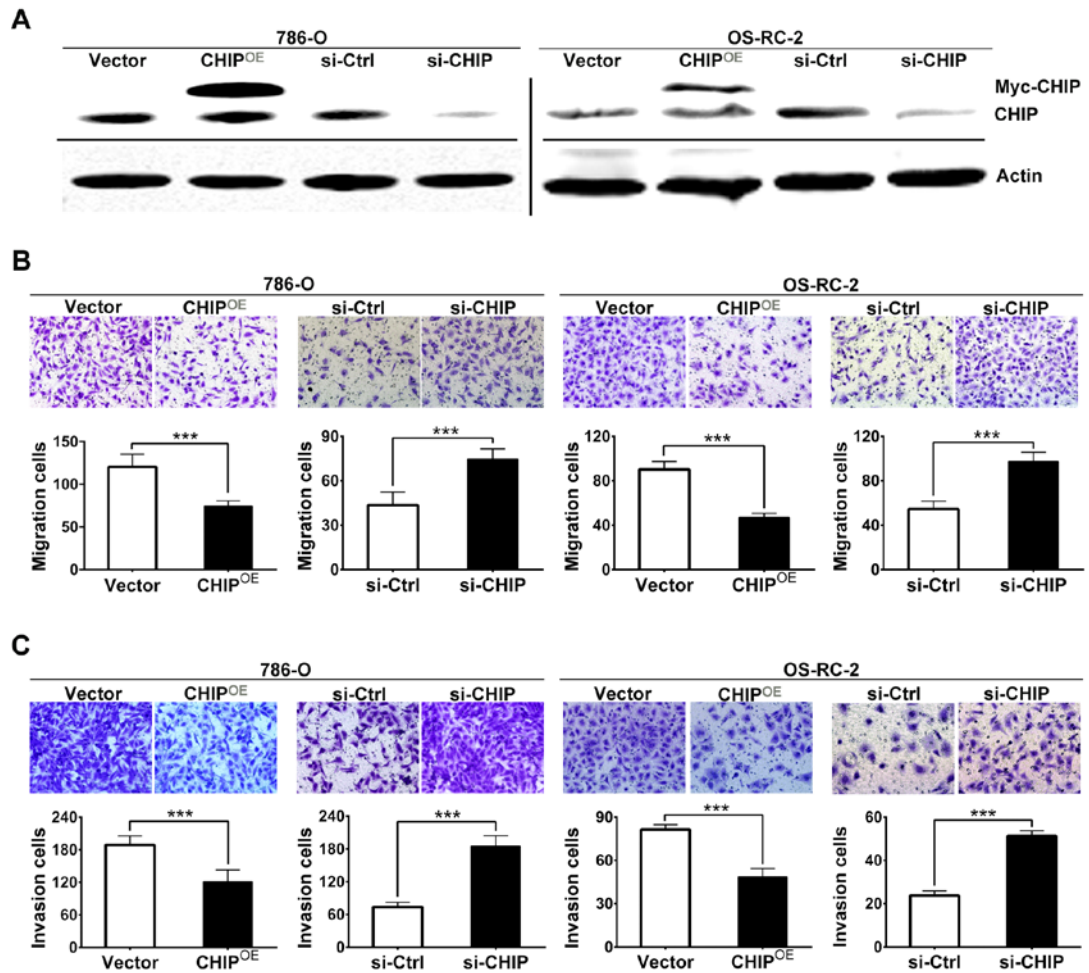 A
786-O
OS-RC-2
Vector CHIPOE si-Ctrl si-CHIP Vector CHIPOE si-Ctrl si-CHIP
Myc-CHIP
CHIP
Actin
B
786-O
OS-RC-2
Vector CHIPOE si-Ctrl si-CHIP Vector CHIPOE si-Ctrl si-CHIP
Migration cells
150
100
50
0
***
Vector CHIPOE
Migration cells
90
60
30
0
***
si-Ctrl si-CHIP
Migration cells
120
80
40
0
***
Vector CHIPOE
Migration cells
120
80
40
0
***
si-Ctrl si-CHIP
C
786-O
OS-RC-2
Vector CHIPOE si-Ctrl si-CHIP Vector CHIPOE si-Ctrl si-CHIP
Invasion cells
240
180
120
60
0
***
Vector CHIPOE
Invasion cells
240
180
120
60
0
***
si-Ctrl si-CHIP
Invasion cells
90
60
30
0
***
Vector CHIPOE
Invasion cells
60
40
20
0
***
si-Ctrl si-CHIP